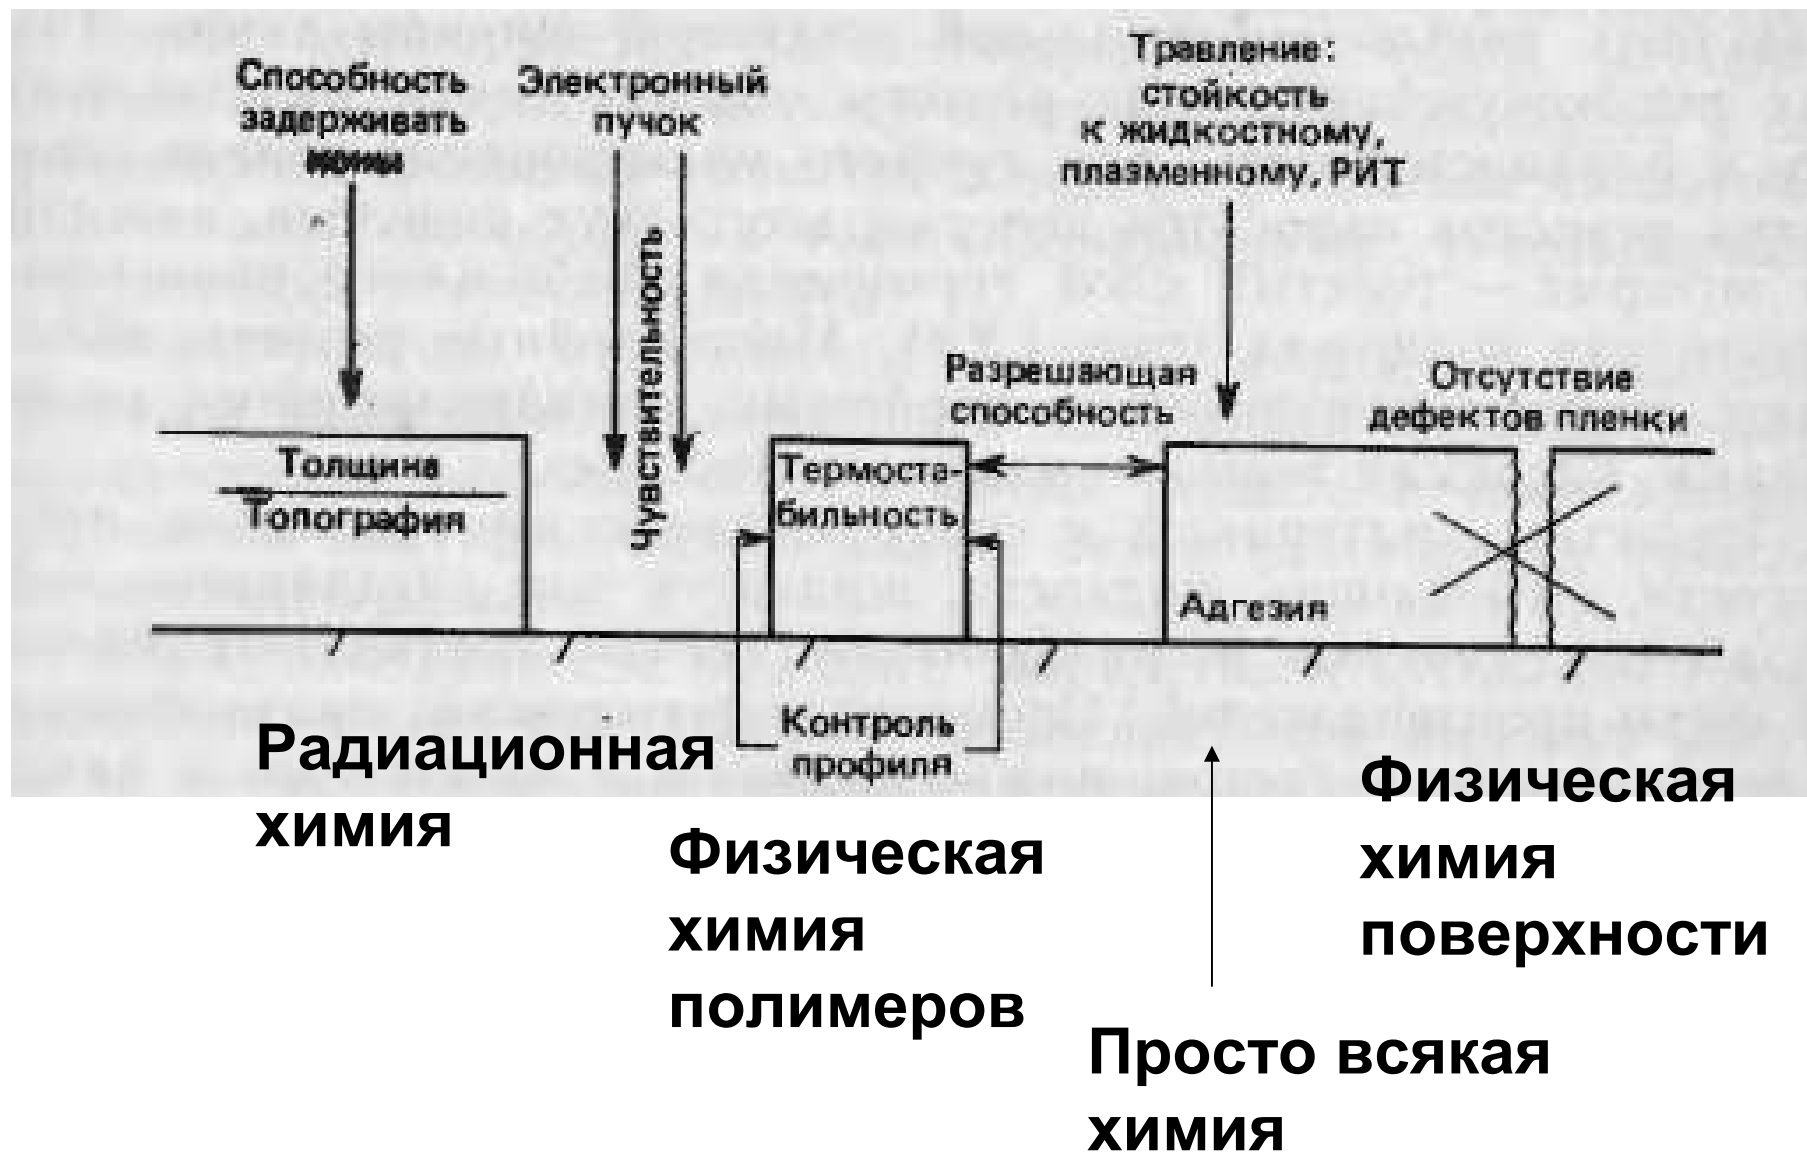 Способность
задерживать
ионы
Электронный
пучок
Чувствительность
Травление:
стойкость
к жидкостному,
плазменному, РИТ
Разрешающая
способность
Отсутствие
дефектов пленки
Толщина
Топография
Термоста-
бильность
Адгезия
Контроль
профиля
Радиационная
химия
Физическая
химия
полимеров
Физическая
химия
поверхности
Просто всякая
химия